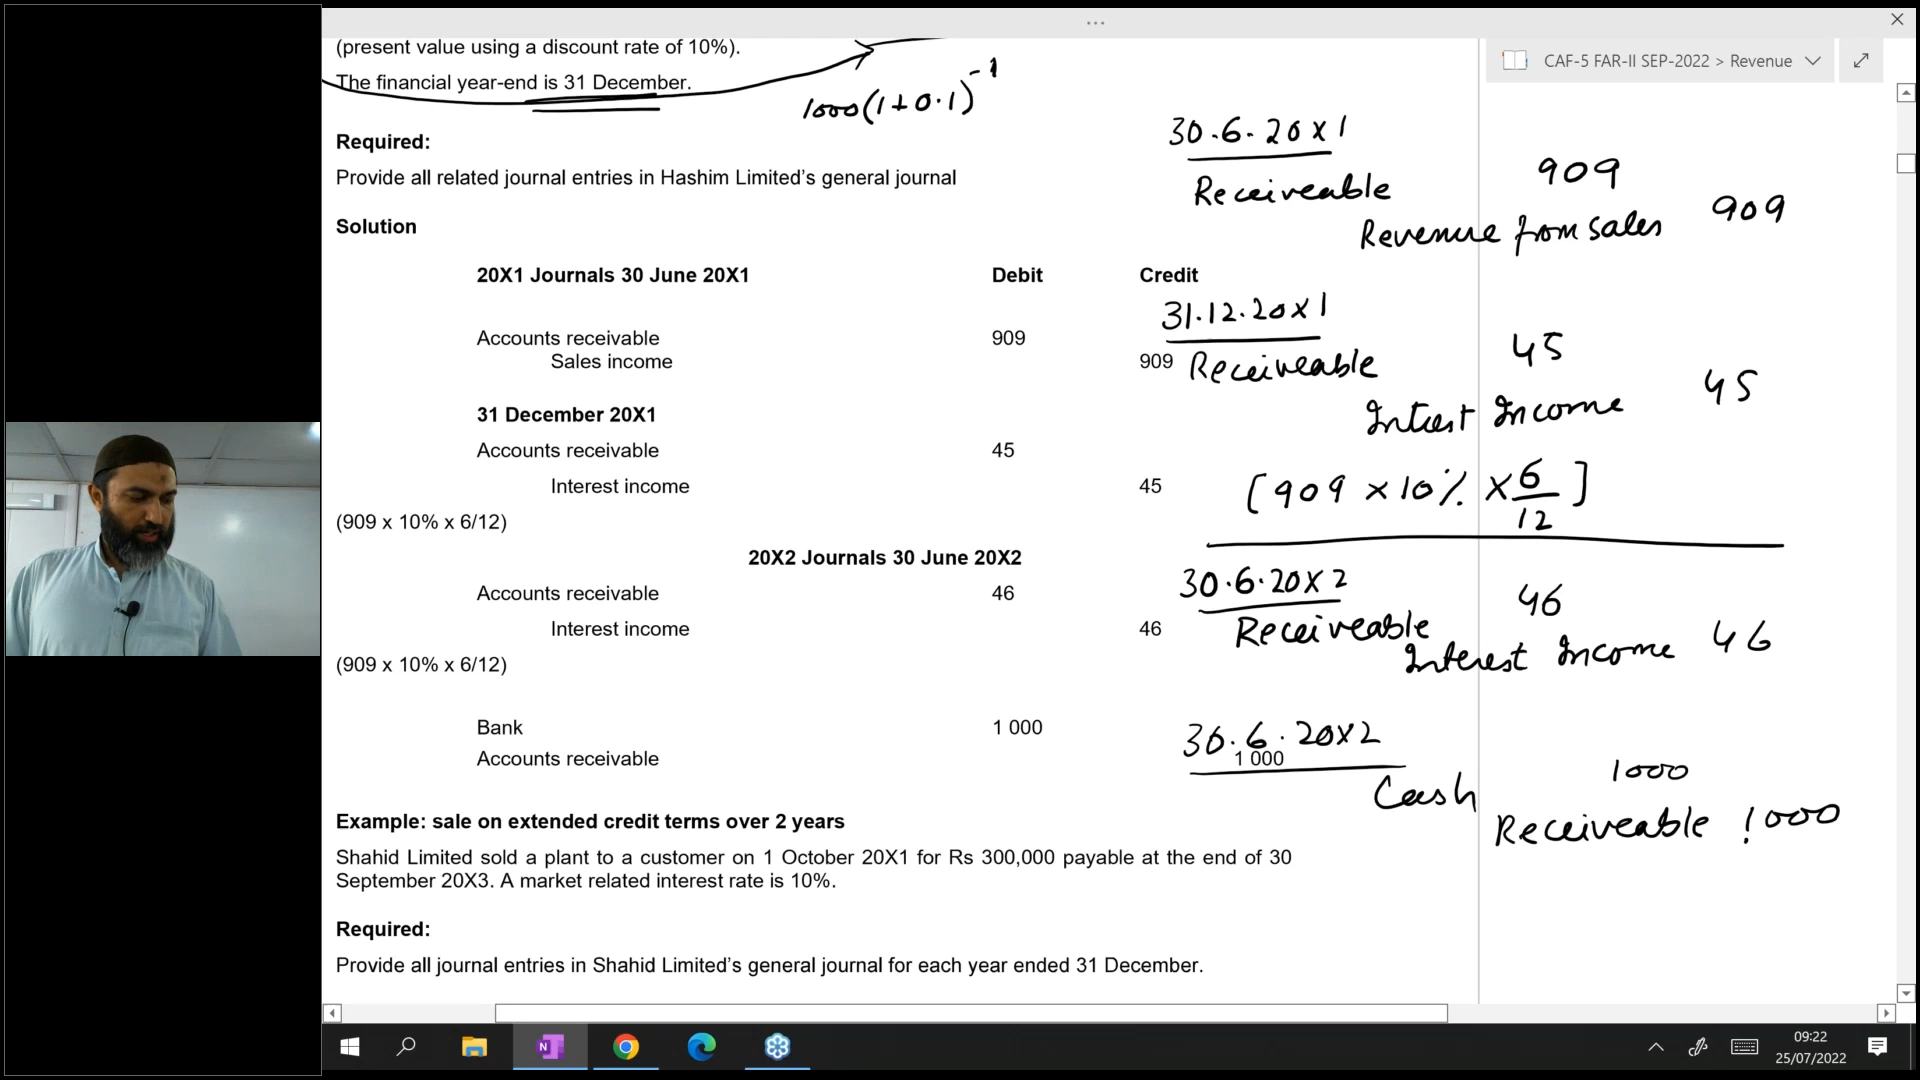 (present value using a discount rate of 10%).
The financial year-end is 31 December.
1000(1+0.1)^-1
Required:
Provide all related journal entries in Hashim Limited's general journal
Solution
20X1 Journals 30 June 20X1 Debit Credit
Accounts receivable 909
Sales income 909
31 December 20X1
Accounts receivable 45
Interest income 45
(909 x 10% x 6/12)
20X2 Journals 30 June 20X2
Accounts receivable 46
Interest income 46
(909 x 10% x 6/12)
Bank 1 000
Accounts receivable 1 000
Example: sale on extended credit terms over 2 years
Shahid Limited sold a plant to a customer on 1 October 20X1 for Rs 300,000 payable at the end of 30
September 20X3. A market related interest rate is 10%.
Required:
Provide all journal entries in Shahid Limited's general journal for each year ended 31 December.
CAF-5 FAR-II SEP-2022 > Revenue
30.6.20X1
Receiveable 909
Revenue from sales 909
31.12.20X1
Receiveable 45
Intrest Income 45
[909 x 10% x 6/12]
30.6.20X2
Receiveable 46
Interest Income 46
30.6.20X2
Cash 1000
Receiveable 1000
N
09:22
25/07/2022